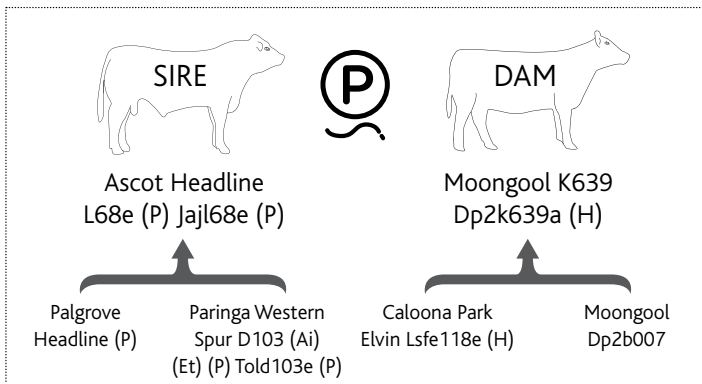 SIRE
P
DAM
Ascot Headline
L68e (P) Jajl68e (P)
Moongool K639
Dp2k639a (H)
Palgrove
Headline (P)
Paringa Western
Spur D103 (Ai)
(Et) (P) Told103e (P)
Caloona Park
Elvin Lsfe118e (H)
Moongool
Dp2b007